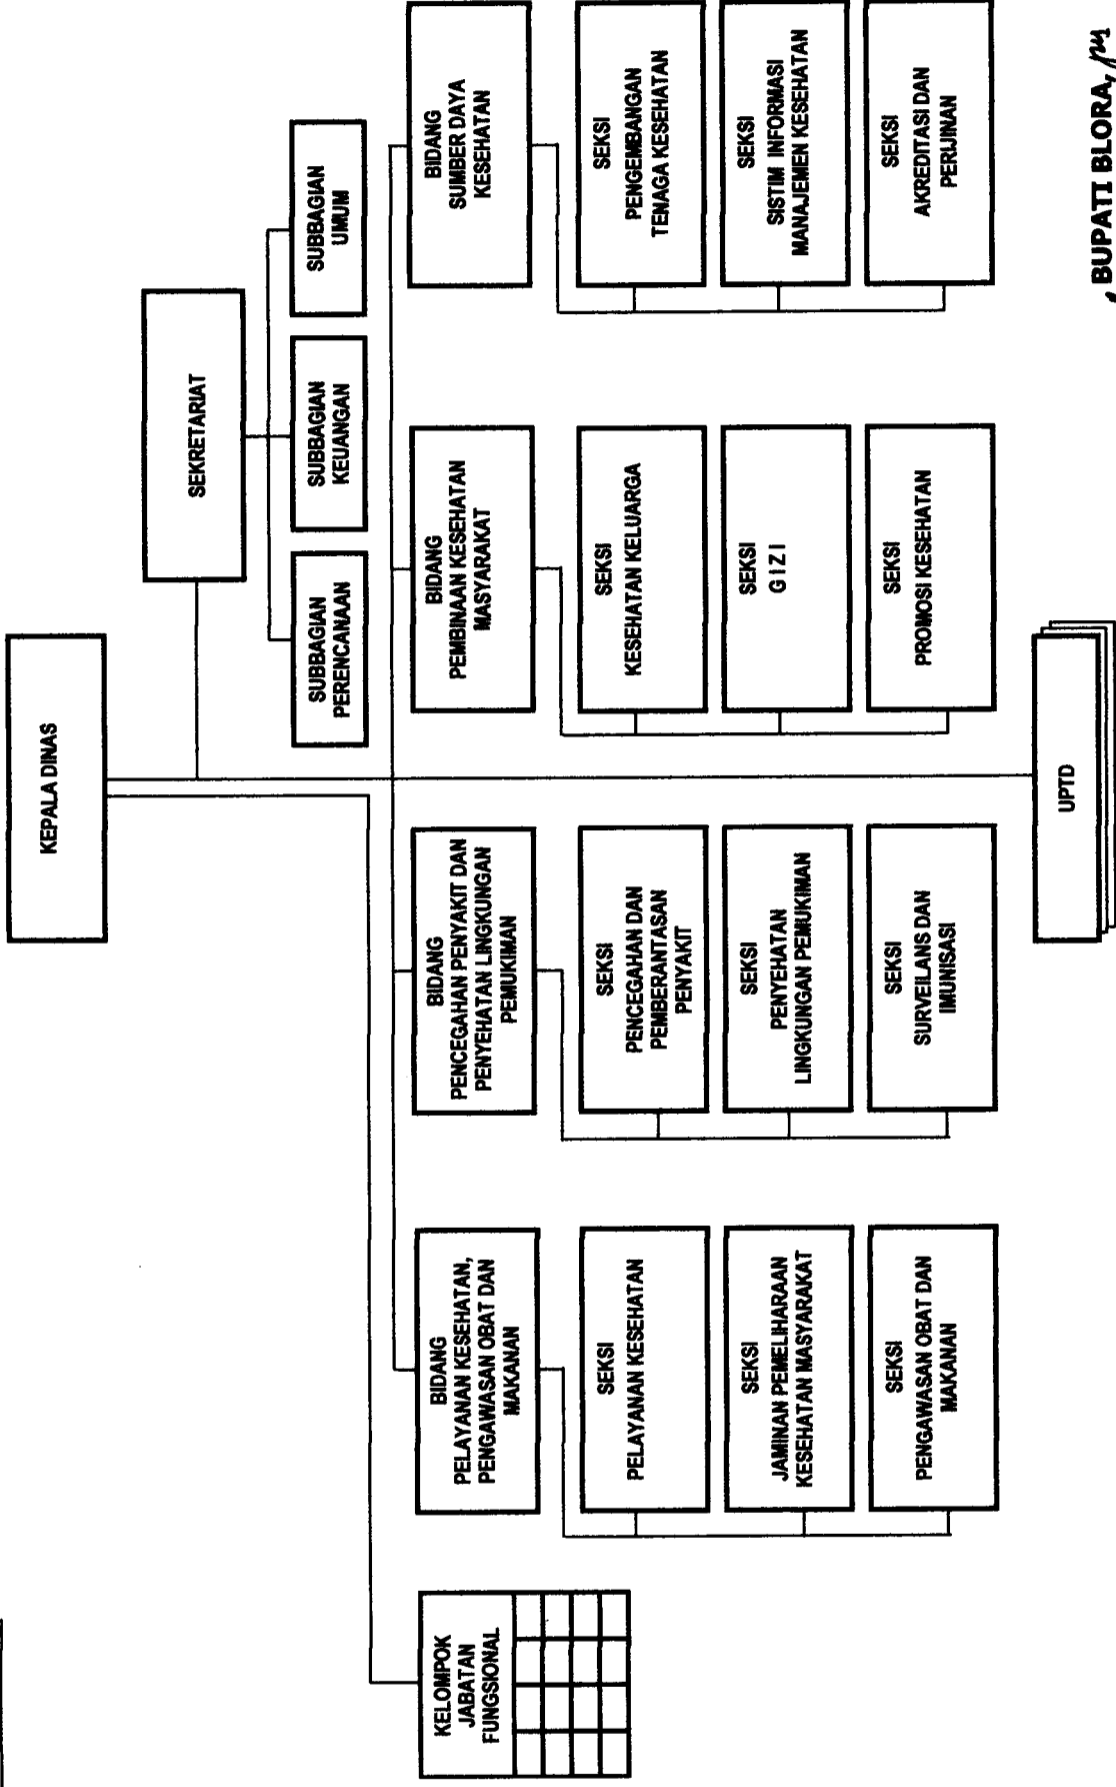 KEPALA DINAS
SEKRETARIAT
SUBBAGIAN
PERENCANAAN
SUBBAGIAN
KEUANGAN
SUBBAGIAN
UMUM
KELOMPOK
JABATAN
FUNGSIONAL
BIDANG
PELAYANAN KESEHATAN,
PENGAWASAN OBAT DAN
MAKANAN
BIDANG
PENCEGAHAN PENYAKIT DAN
PENYEHATAN LINGKUNGAN
PEMUKIMAN
BIDANG
PEMBINAAN KESEHATAN
MASYARAKAT
BIDANG
SUMBER DAYA
KESEHATAN
SEKSI
PELAYANAN KESEHATAN
SEKSI
PENCEGAHAN DAN
PEMBERANTASAN
PENYAKIT
SEKSI
KESEHATAN KELUARGA
SEKSI
PENGEMBANGAN
TENAGA KESEHATAN
SEKSI
JAMINAN PEMELIHARAAN
KESEHATAN MASYARAKAT
SEKSI
PENYEHATAN
LINGKUNGAN PEMUKIMAN
SEKSI
G I Z I
SEKSI
SISTIM INFORMASI
MANAJEMEN KESEHATAN
SEKSI
PENGAWASAN OBAT DAN
MAKANAN
SEKSI
SURVEILANS DAN
IMUNISASI
SEKSI
PROMOSI KESEHATAN
SEKSI
AKREDITASI DAN
PERIJINAN
UPTD
BUPATI BLORA,